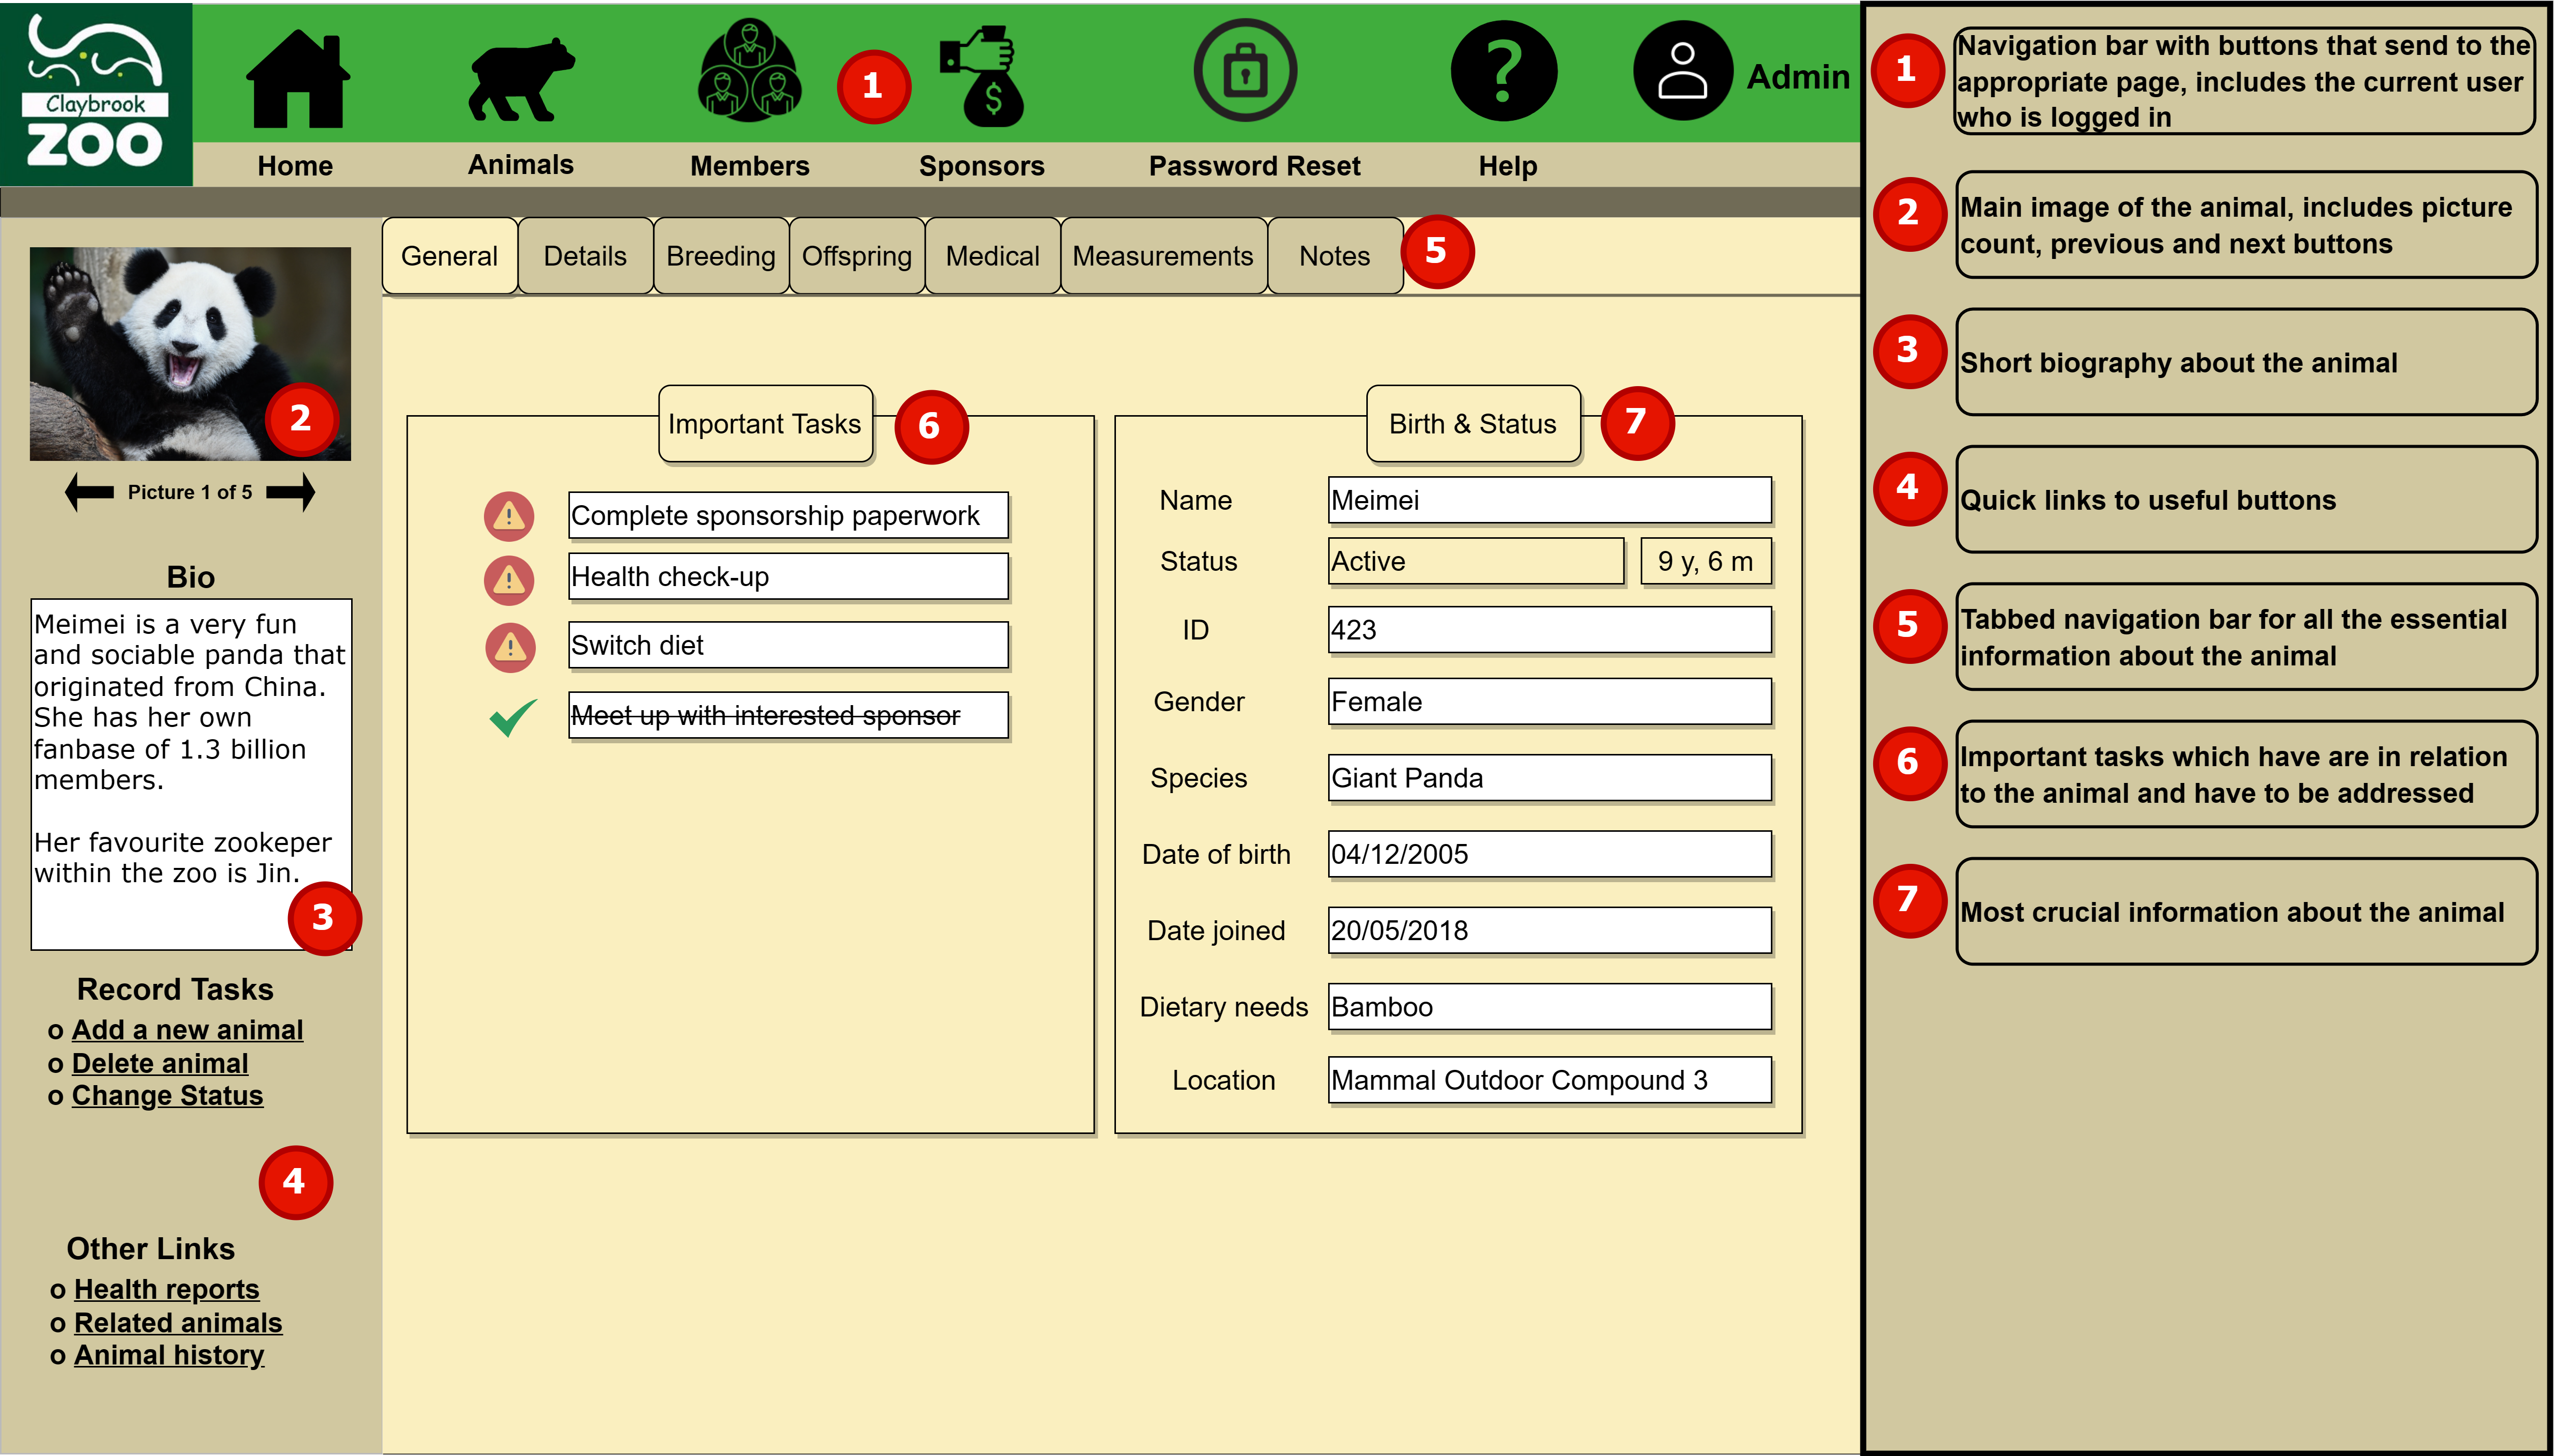 Claybrook
ZOO
Home
Animals
Members
1
Sponsors
$
Password Reset
?
Help
Admin
2
Picture 1 of 5
Bio
Meimei is a very fun
and sociable panda that
originated from China.
She has her own
fanbase of 1.3 billion
members.
Her favourite zookeper
within the zoo is Jin.
3
Record Tasks
o Add a new animal
o Delete animal
o Change Status
4
Other Links
o Health reports
o Related animals
o Animal history
General Details Breeding Offspring Medical Measurements Notes 5
Important Tasks 6
! Complete sponsorship paperwork
! Health check-up
! Switch diet
Meet up with interested sponsor
Birth & Status 7
Name Meimei
Status Active 9 y, 6 m
ID 423
Gender Female
Species Giant Panda
Date of birth 04/12/2005
Date joined 20/05/2018
Dietary needs Bamboo
Location Mammal Outdoor Compound 3
1
Navigation bar with buttons that send to the
appropriate page, includes the current user
who is logged in
2
Main image of the animal, includes picture
count, previous and next buttons
3
Short biography about the animal
4
Quick links to useful buttons
5
Tabbed navigation bar for all the essential
information about the animal
6
Important tasks which have are in relation
to the animal and have to be addressed
7
Most crucial information about the animal